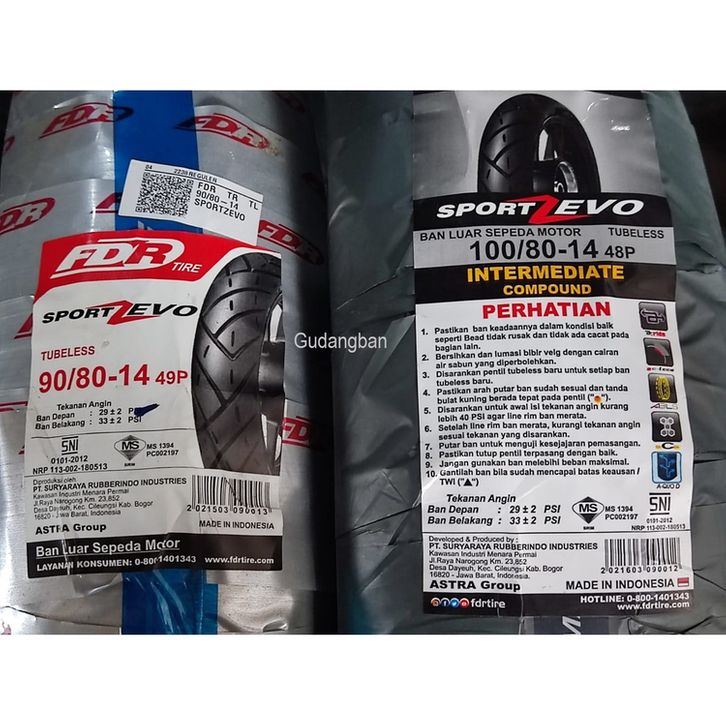 FDR
FDR
FDR
04 2239 REGULER
FDR TR TL
90/80-14
SPORTZEVO
FDR TIRE
SPORT ZEVO
TUBELESS
90/80-14 49P
Tekanan Angin
Ban Depan : 29 ± 2
Ban Belakang : 33 ± 2 PSI
SNI
0101-2012
NRP 113-002-180513
MS
SIRIM
MS 1394
PC002197
Diproduksi oleh:
PT. SURYARAYA RUBBERINDO INDUSTRIES
Kawasan Industri Menara Permai
Jl.Raya Narogong Km. 23,852
Desa Dayeuh, Kec. Cileungsi Kab. Bogor
16820 - Jawa Barat, Indonesia
ASTRA Group
2021503090013
MADE IN INDONESIA
Ban Luar Sepeda Motor
LAYANAN KONSUMEN: 0-800-1401343
www.fdrtire.com
Gudangban
SPORT ZEVO
BAN LUAR SEPEDA MOTOR TUBELESS
100/80-14 48P
INTERMEDIATE
COMPOUND
PERHATIAN
1. Pastikan ban keadaannya dalam kondisi baik
seperti Bead tidak rusak dan tidak ada cacat pada
bagian lain.
2. Bersihkan dan lumasi bibir velg dengan cairan
air sabun yang diperbolehkan.
3. Disarankan pentil tubeless baru untuk setiap ban
tubeless baru.
4. Pastikan arah putar ban sudah sesuai dan tanda
bulat kuning berada tepat pada pentil ("●").
5. Disarankan untuk awal isi tekanan angin kurang
lebih 40 PSI agar line rim ban merata.
6. Setelah line rim ban merata, kurangi tekanan angin
sesuai tekanan yang disarankan.
7. Putar ban untuk menguji kesejajaran pemasangan.
8. Pastikan tutup pentil terpasang dengan baik.
9. Jangan gunakan ban melebihi beban maksimal.
10. Gantilah ban bila sudah mencapai batas keausan /
TWI ("▲")
Tekanan Angin
Ban Depan : 29 ± 2 PSI
Ban Belakang : 33 ± 2 PSI
MS
SIRIM
MS 1394
PC002197
SNI
0101-2012
NRP 113-002-180513
Developed & Produced by :
PT. SURYARAYA RUBBERINDO INDUSTRIES
Kawasan Industri Menara Permai
Jl.Raya Narogong Km. 23,852
Desa Dayeuh, Kec. Cileungsi Kab. Bogor
16820 - Jawa Barat, Indonesia
ASTRA Group
2021603090012
MADE IN INDONESIA
fdrtire
HOTLINE: 0-800-1401343
www.fdrtire.com